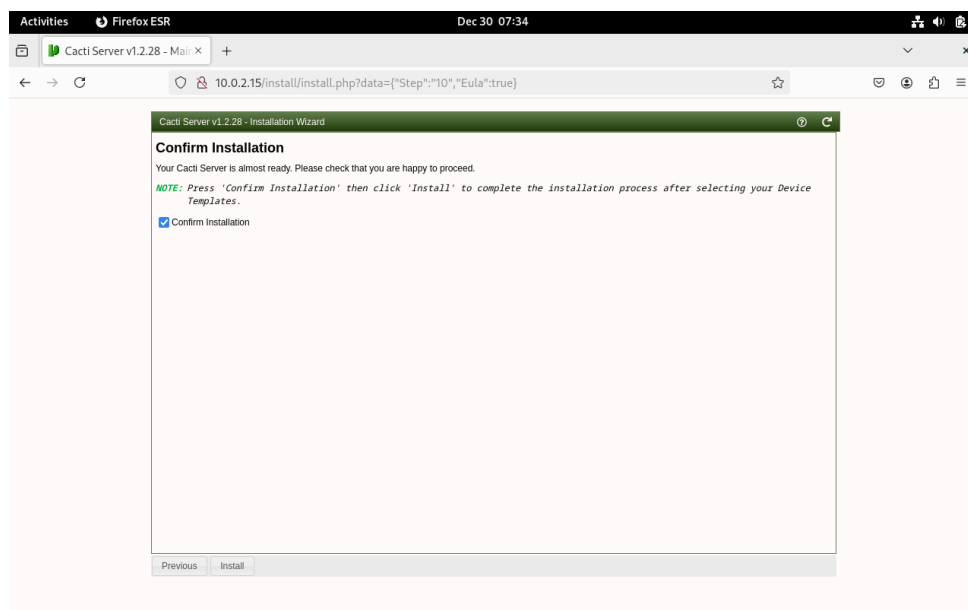 Activities Firefox ESR Dec 30 07:34
Cacti Server v1.2.28 - Mair
10.0.2.15/install/install.php?data={"Step":"10","Eula":true}
Cacti Server v1.2.28 - Installation Wizard
Confirm Installation
Your Cacti Server is almost ready. Please check that you are happy to proceed.
NOTE: Press 'Confirm Installation' then click 'Install' to complete the installation process after selecting your Device
Templates.
Confirm Installation
Previous Install